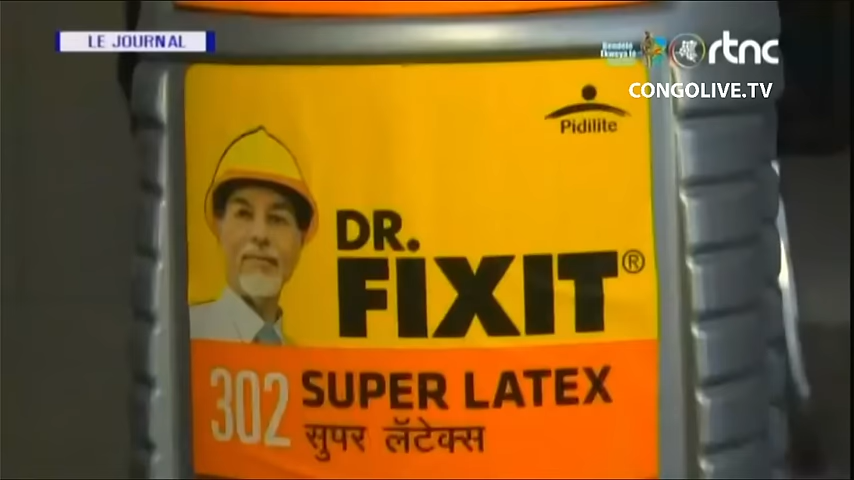 LE JOURNAL
rtnc
CONGOLIVE.TV
Pidilite
DR.
FIXIT®
302 SUPER LATEX
सुपर लॅटेक्स